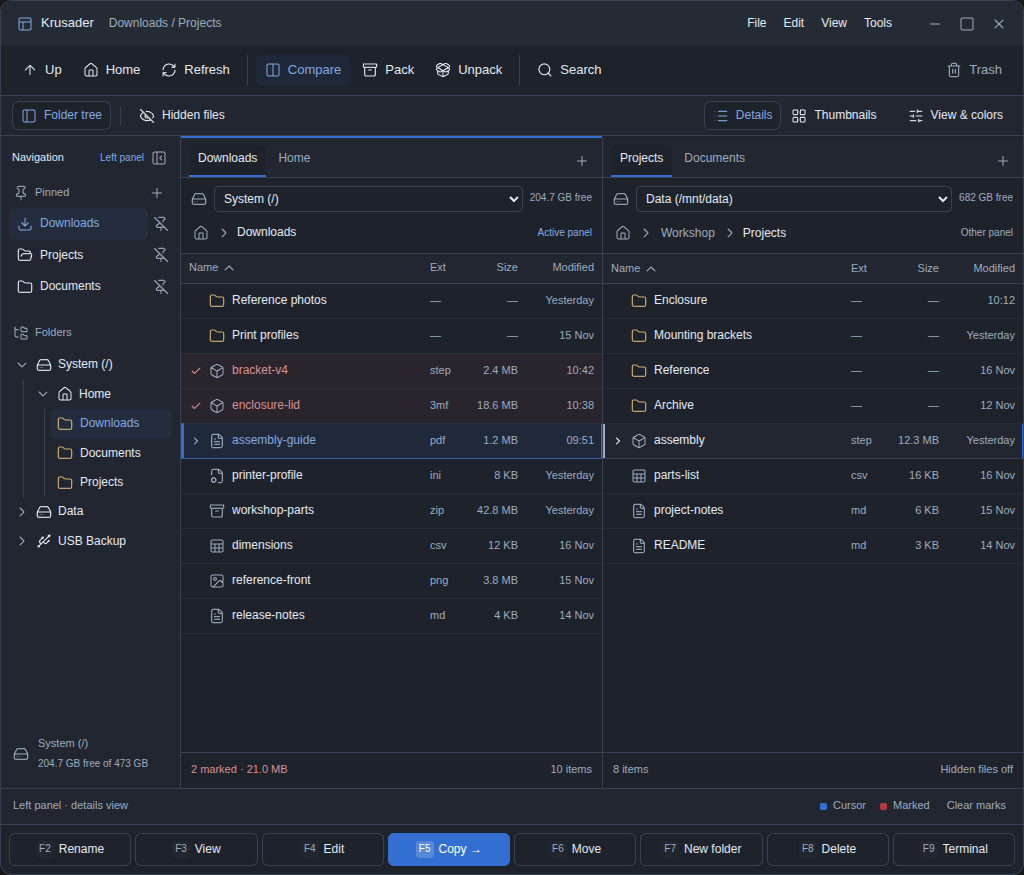 Krusader Downloads / Projects File Edit View Tools
Up Home Refresh Compare Pack Unpack Search Trash
Folder tree Hidden files Details Thumbnails View & colors
Navigation Left panel
Pinned
Downloads
Projects
Documents
Folders
System (/)
Home
Downloads
Documents
Projects
Data
USB Backup
System (/)
204.7 GB free of 473 GB
Downloads Home
System (/) 204.7 GB free
Downloads Active panel
Name Ext Size Modified
Reference photos — — Yesterday
Print profiles — — 15 Nov
bracket-v4 step 2.4 MB 10:42
enclosure-lid 3mf 18.6 MB 10:38
assembly-guide pdf 1.2 MB 09:51
printer-profile ini 8 KB Yesterday
workshop-parts zip 42.8 MB Yesterday
dimensions csv 12 KB 16 Nov
reference-front png 3.8 MB 15 Nov
release-notes md 4 KB 14 Nov
2 marked · 21.0 MB 10 items
Projects Documents
Data (/mnt/data) 682 GB free
Workshop Projects Other panel
Name Ext Size Modified
Enclosure — — 10:12
Mounting brackets — — Yesterday
Reference — — 16 Nov
Archive — — 12 Nov
assembly step 12.3 MB Yesterday
parts-list csv 16 KB 16 Nov
project-notes md 6 KB 15 Nov
README md 3 KB 14 Nov
8 items Hidden files off
Left panel · details view Cursor Marked Clear marks
F2 Rename F3 View F4 Edit F5 Copy → F6 Move F7 New folder F8 Delete F9 Terminal